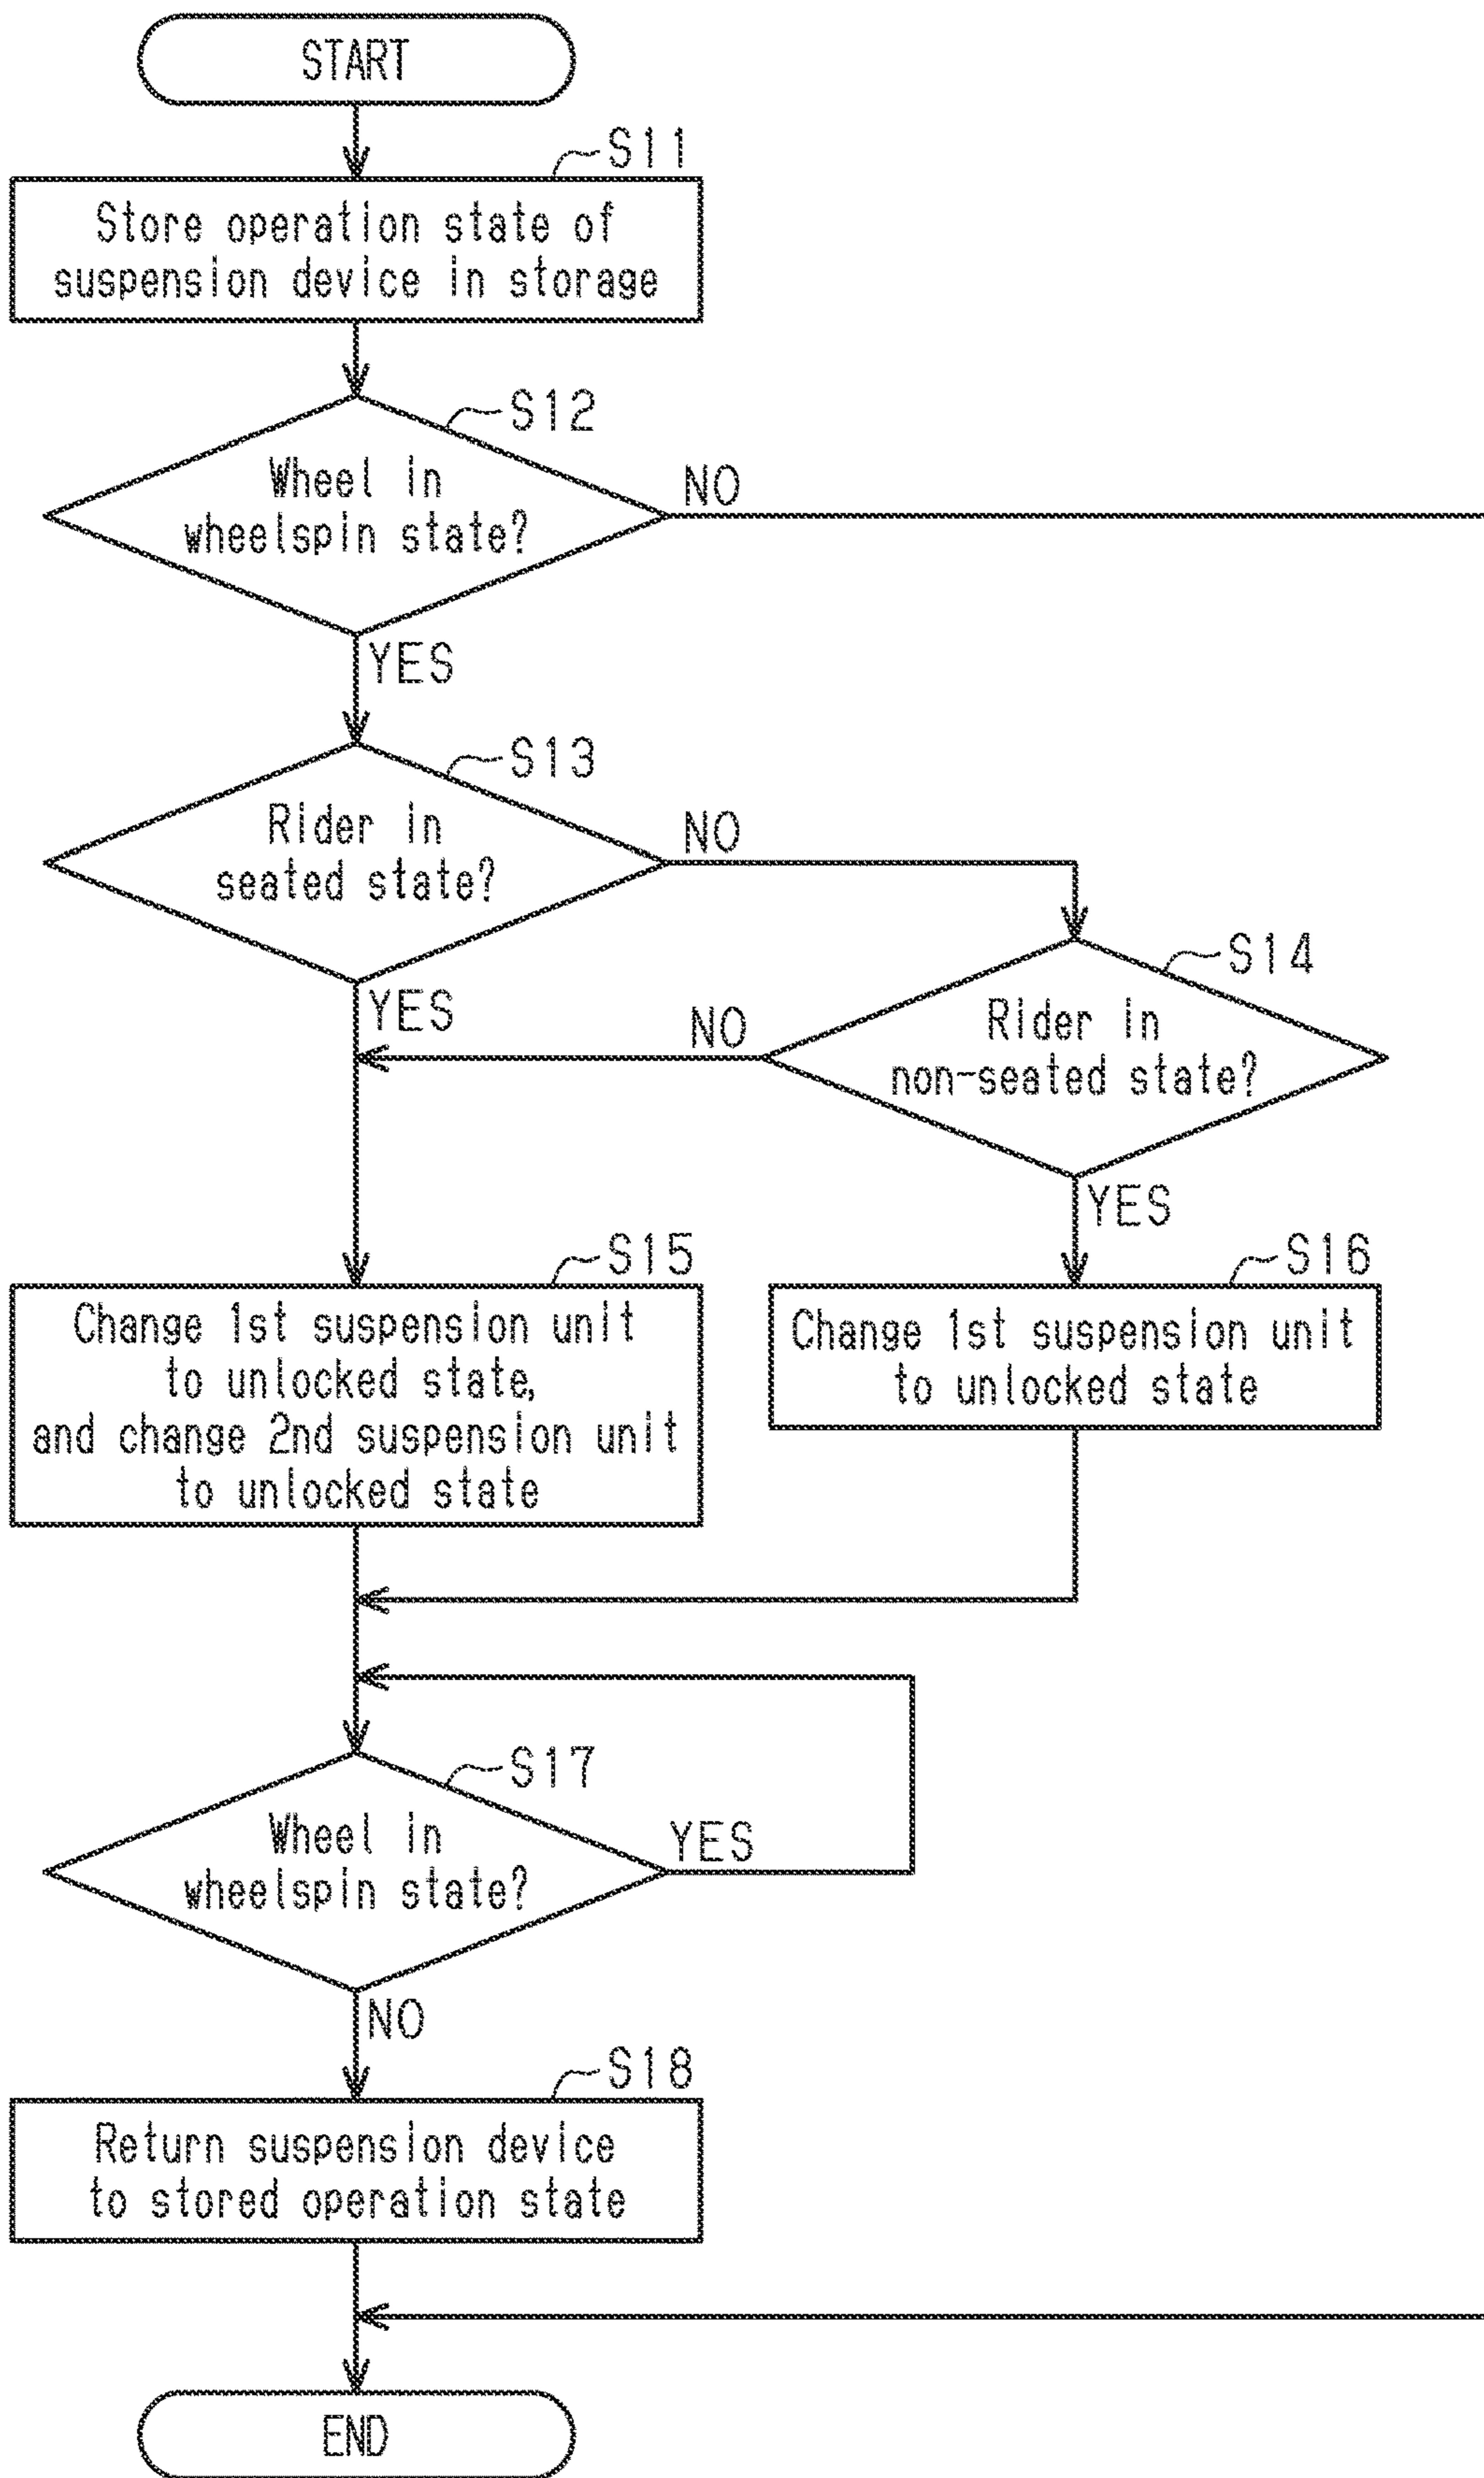 START
S11
Store operation state of
suspension device in storage
S12
Wheel in
wheelspin state?
NO
YES
S13
Rider in
seated state?
NO
YES
S14
Rider in
non-seated state?
NO
YES
S15
Change 1st suspension unit
to unlocked state,
and change 2nd suspension unit
to unlocked state
S16
Change 1st suspension unit
to unlocked state
S17
Wheel in
wheelspin state?
YES
NO
S18
Return suspension device
to stored operation state
END